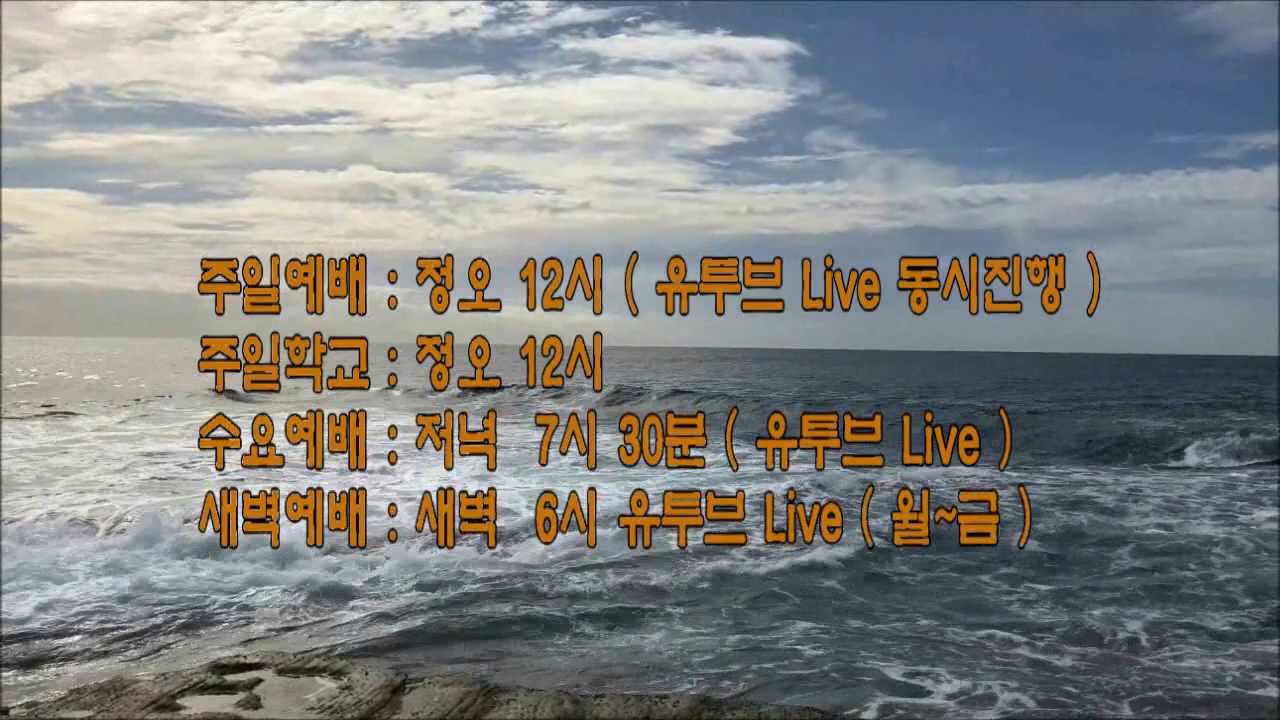 주일예배 : 정오 12시 ( 유투브 Live 동시진행 )
주일학교 : 정오 12시
수요예배 : 저녁 7시 30분 ( 유투브 Live )
새벽예배 : 새벽 6시 유투브 Live ( 월~금 )